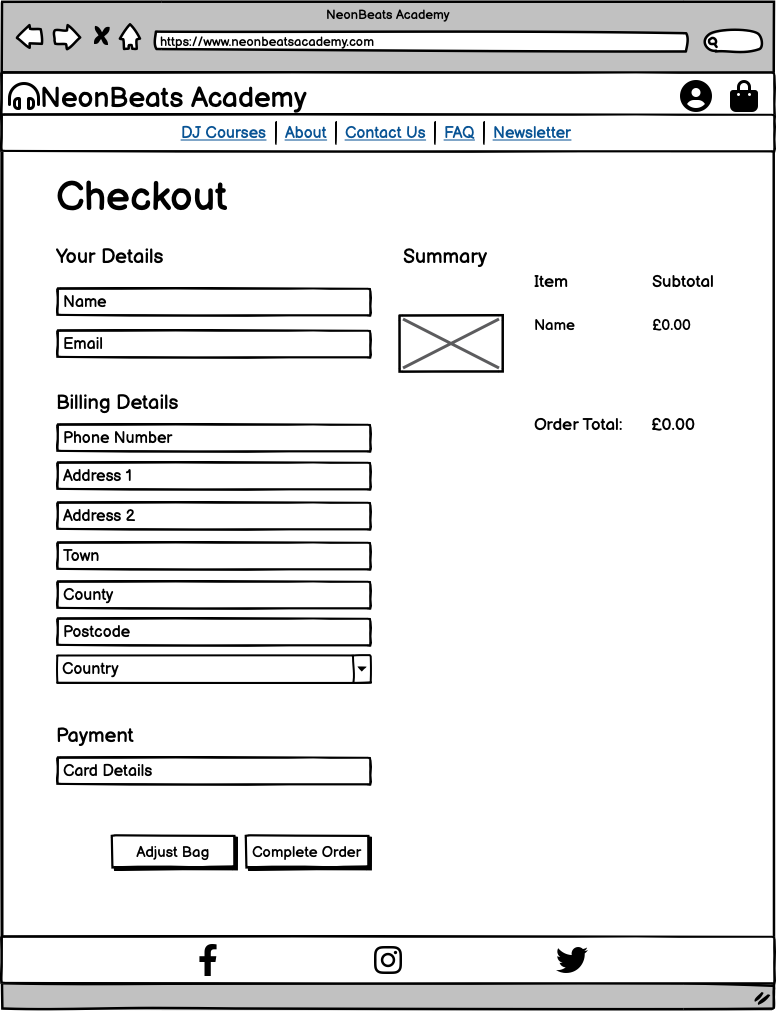 NeonBeats Academy
https://www.neonbeatsacademy.com
NeonBeats Academy
DJ Courses About Contact Us FAQ Newsletter
Checkout
Your Details
Name
Email
Billing Details
Phone Number
Address 1
Address 2
Town
County
Postcode
Country
Payment
Card Details
Adjust Bag Complete Order
Summary
Item Subtotal
Name £0.00
Order Total: £0.00